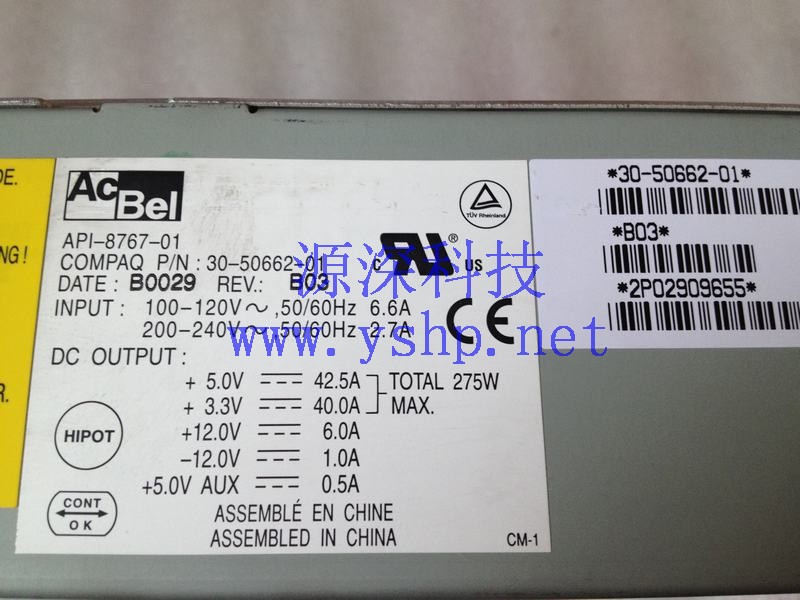 DE.
NG!
R.
AcBel
API-8767-01
COMPAQ P/N : 30-50662-01
DATE : B0029 REV.: B03
INPUT : 100-120V ~ ,50/60Hz 6.6A
200-240V ~ ,50/60Hz 2.7A
DC OUTPUT :
+ 5.0V ⎓ 42.5A TOTAL 275W
+ 3.3V ⎓ 40.0A MAX.
+12.0V ⎓ 6.0A
-12.0V ⎓ 1.0A
+5.0V AUX ⎓ 0.5A
HIPOT
CONT
OK
ASSEMBLÉ EN CHINE
ASSEMBLED IN CHINA
CM-1
TÜV Rheinland
C RU ® US
CE
*30-50662-01*
*B03*
*2P02909655*
源深科技
www.yshp.net